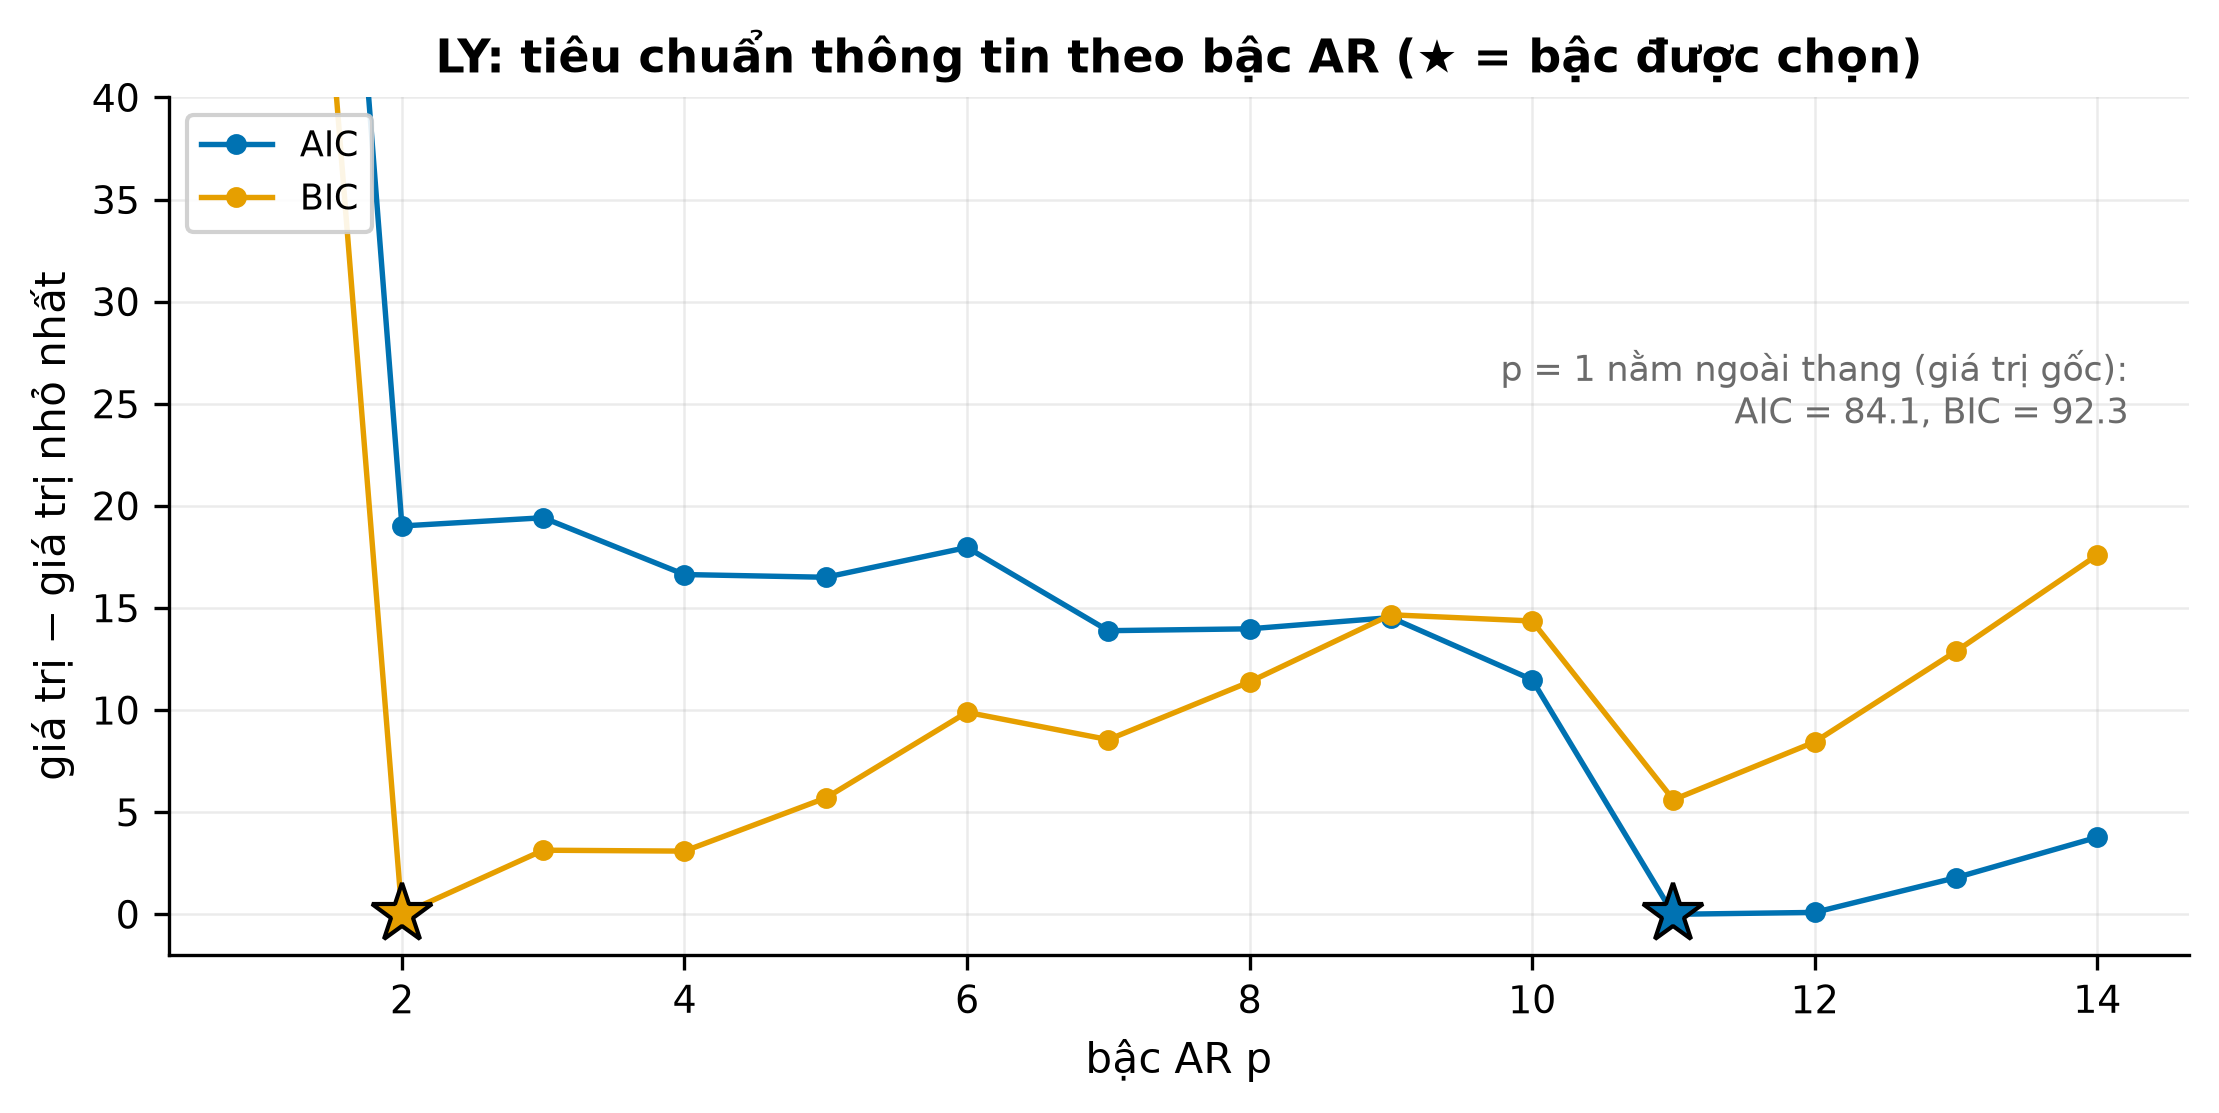 LY: tiêu chuẩn thông tin theo bậc AR (★ = bậc được chọn)
giá trị − giá trị nhỏ nhất
40
35
30
25
20
15
10
5
0
AIC
BIC
p = 1 nằm ngoài thang (giá trị gốc):
AIC = 84.1, BIC = 92.3
2 4 6 8 10 12 14
bậc AR p